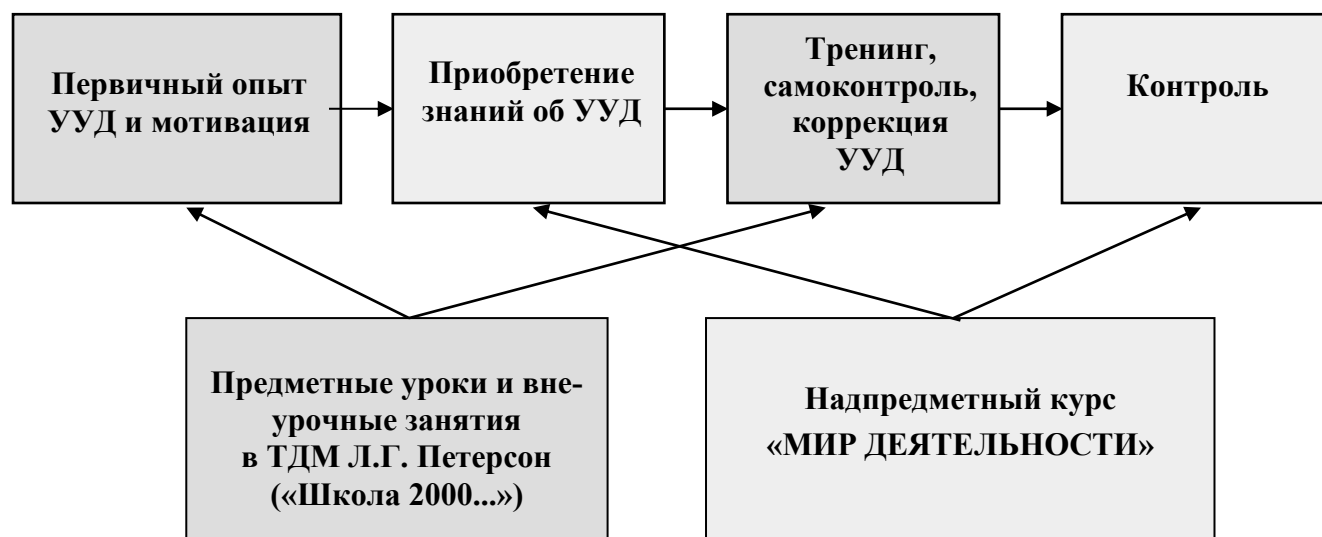 Первичный опыт
УУД и мотивация
Приобретение
знаний об УУД
Тренинг,
самоконтроль,
коррекция
УУД
Контроль
Предметные уроки и вне-
урочные занятия
в ТДМ Л.Г. Петерсон
(«Школа 2000...»)
Надпредметный курс
«МИР ДЕЯТЕЛЬНОСТИ»